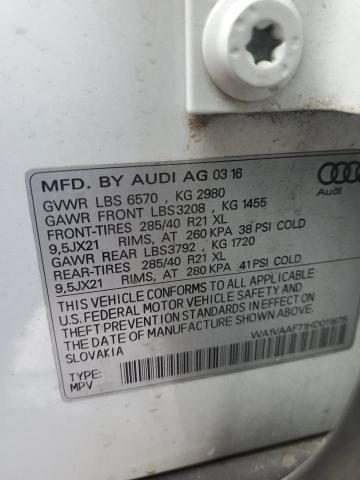 MFD. BY AUDI AG 03 16
GVWR LBS 6570 , KG 2980
GAWR FRONT LBS3208 , KG 1455
FRONT-TIRES 285/40 R21 XL
9,5JX21 RIMS, AT 260 KPA 38 PSI COLD
GAWR REAR LBS3792 , KG 1720
REAR-TIRES 285/40 R21 XL
9,5JX21 RIMS, AT 280 KPA 41 PSI COLD
Audi
THIS VEHICLE CONFORMS TO ALL APPLICABLE
U.S. FEDERAL MOTOR VEHICLE SAFETY AND
THEFT PREVENTION STANDARDS IN EFFECT ON
THE DATE OF MANUFACTURE SHOWN ABOVE.
SLOVAKIA
TYPE:
MPV